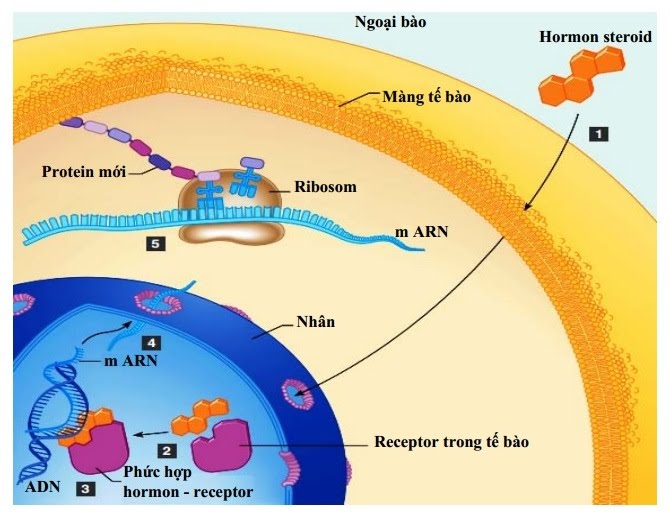 Ngoại bào
Hormon steroid
Màng tế bào
1
Protein mới
Ribosom
m ARN
5
Nhân
4
m ARN
2
Receptor trong tế bào
Phức hợp
hormon - receptor
ADN
3